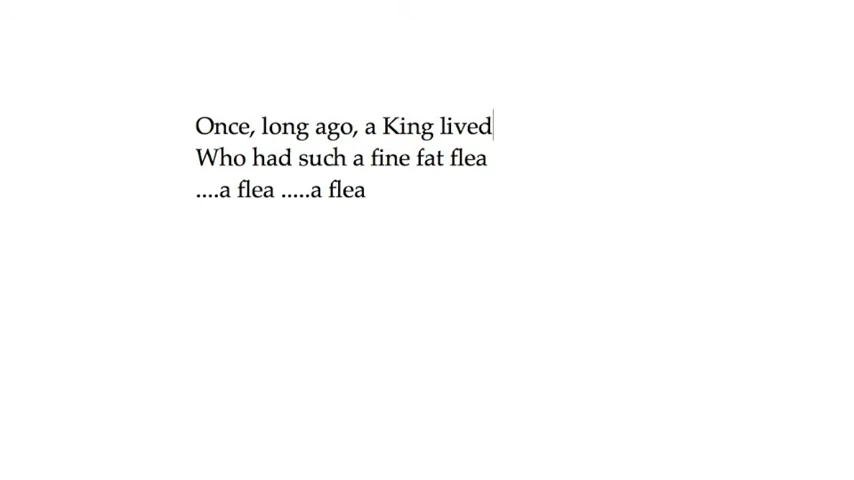 Once, long ago, a King lived
Who had such a fine fat flea
....a flea .....a flea